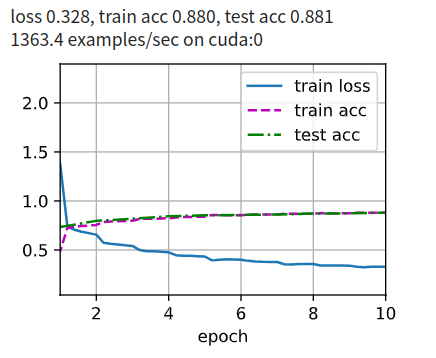 loss 0.328, train acc 0.880, test acc 0.881
1363.4 examples/sec on cuda:0
train loss
train acc
test acc
2.0
1.5
1.0
0.5
2 4 6 8 10
epoch